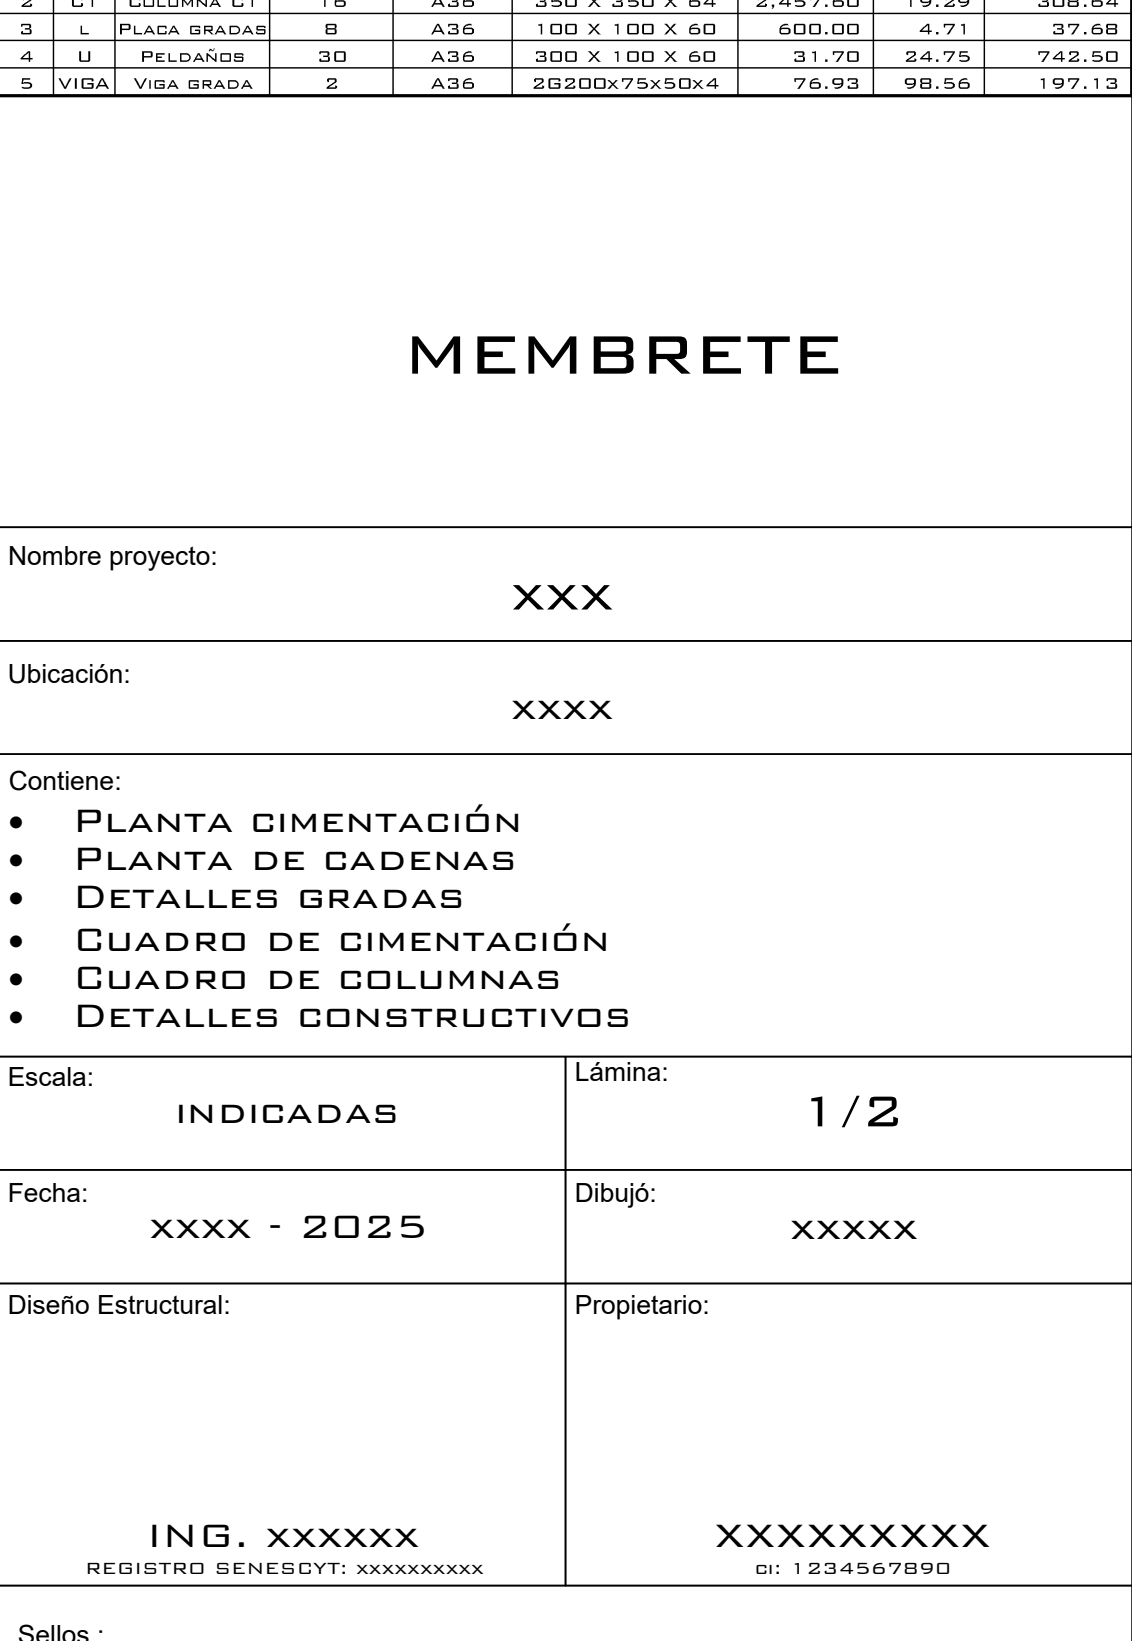 2 C1 COLUMNA C1 16 A36 350 X 350 X 64 2,457.60 19.29 308.64
3 L PLACA GRADAS 8 A36 100 X 100 X 60 600.00 4.71 37.68
4 U PELDAÑOS 30 A36 300 X 100 X 60 31.70 24.75 742.50
5 VIGA VIGA GRADA 2 A36 2G200x75x50x4 76.93 98.56 197.13
MEMBRETE
Nombre proyecto:
XXX
Ubicación:
XXXX
Contiene:
• PLANTA CIMENTACIÓN
• PLANTA DE CADENAS
• DETALLES GRADAS
• CUADRO DE CIMENTACIÓN
• CUADRO DE COLUMNAS
• DETALLES CONSTRUCTIVOS
Escala:
INDICADAS
Lámina:
1/2
Fecha:
XXXX - 2025
Dibujó:
XXXXX
Diseño Estructural:
ING. XXXXXX
REGISTRO SENESCYT: XXXXXXXXXX
Propietario:
XXXXXXXXX
CI: 1234567890
Sellos :